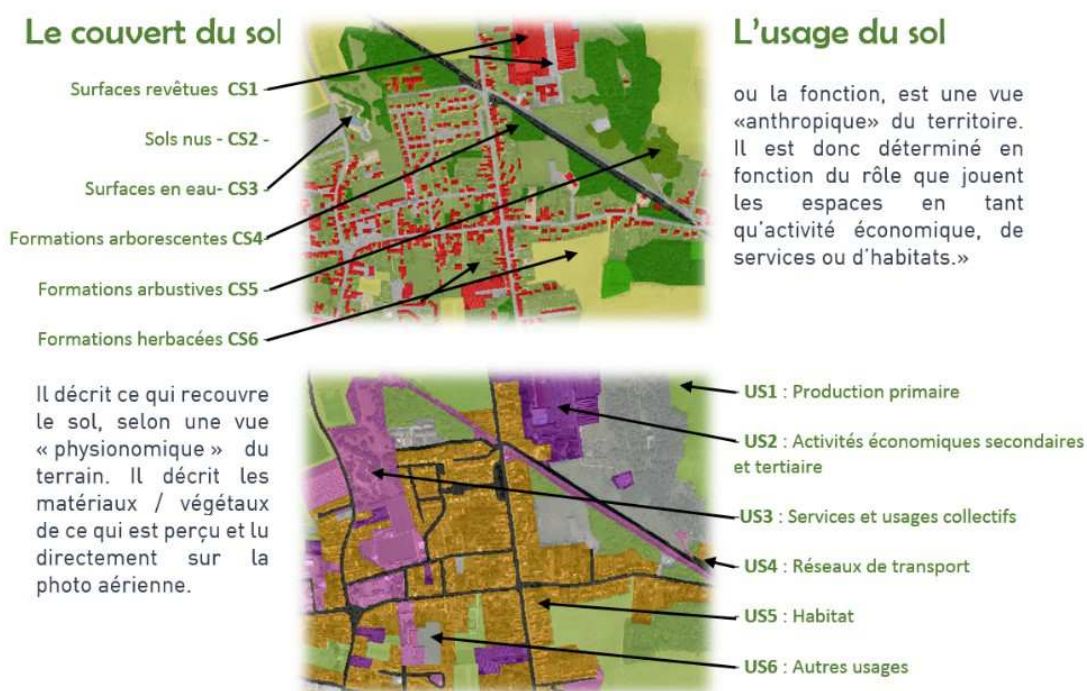 Le couvert du sol
Surfaces revêtues CS1
Sols nus - CS2 -
Surfaces en eau- CS3
Formations arborescentes CS4
Formations arbustives CS5
Formations herbacées CS6
Il décrit ce qui recouvre
le sol, selon une vue
« physionomique » du
terrain. Il décrit les
matériaux / végétaux
de ce qui est perçu et lu
directement sur la
photo aérienne.
L'usage du sol
ou la fonction, est une vue
«anthropique» du territoire.
Il est donc déterminé en
fonction du rôle que jouent
les espaces en tant
qu'activité économique, de
services ou d'habitats.»
US1 : Production primaire
US2 : Activités économiques secondaires
et tertiaire
US3 : Services et usages collectifs
US4 : Réseaux de transport
US5 : Habitat
US6 : Autres usages